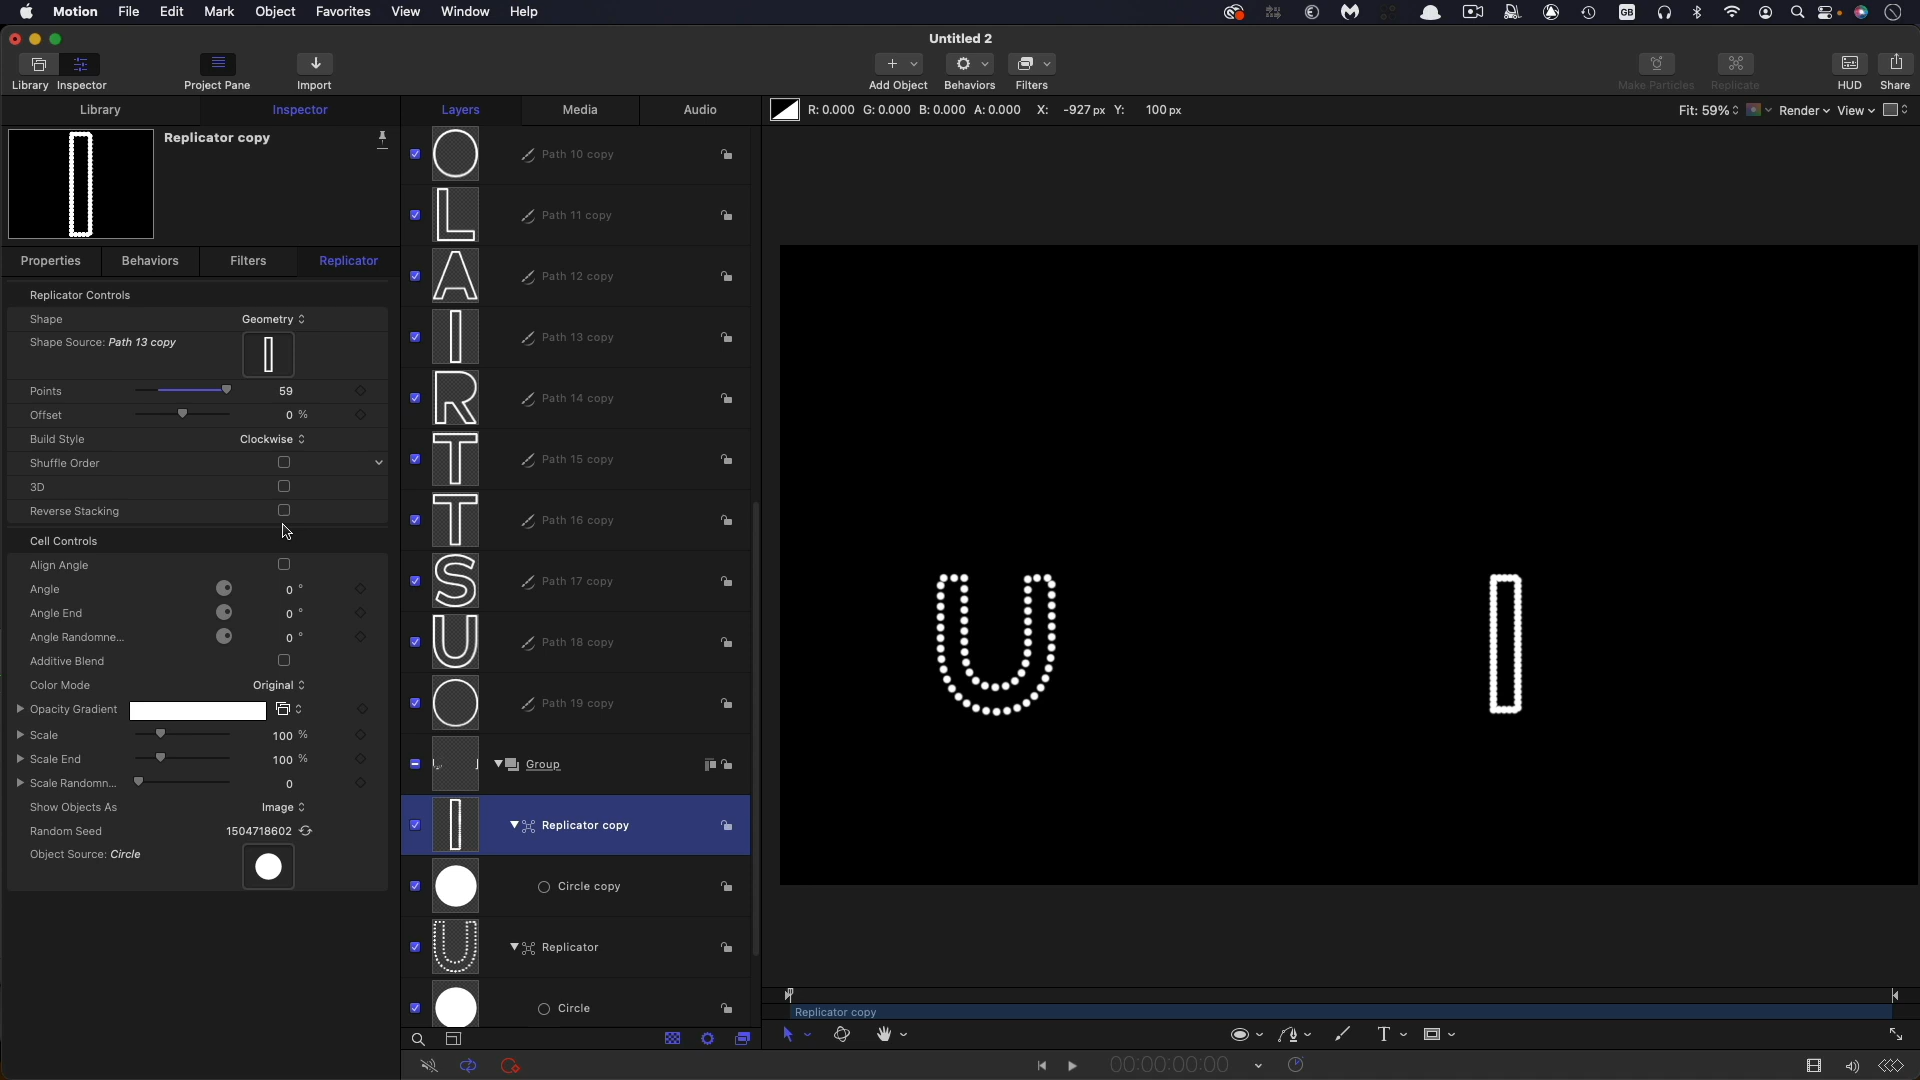 Motion File Edit Mark Object Favorites View Window Help
Untitled 2
Library Inspector Project Pane Import Add Object Behaviors Filters Make Particles Replicate HUD Share
Library Inspector Layers Media Audio R: 0.000 G: 0.000 B: 0.000 A: 0.000 X: -927 px Y: 100 px Fit: 59% Render View
Replicator copy
Properties Behaviors Filters Replicator
Replicator Controls
Shape Geometry
Shape Source: Path 13 copy
Points 59
Offset 0 %
Build Style Clockwise
Shuffle Order
3D
Reverse Stacking
Cell Controls
Align Angle
Angle 0 °
Angle End 0 °
Angle Randomne... 0 °
Additive Blend
Color Mode Original
Opacity Gradient
Scale 100 %
Scale End 100 %
Scale Randomn... 0
Show Objects As Image
Random Seed 1504718602
Object Source: Circle
O Path 10 copy
L Path 11 copy
A Path 12 copy
I Path 13 copy
R Path 14 copy
T Path 15 copy
T Path 16 copy
S Path 17 copy
U Path 18 copy
O Path 19 copy
Group
Replicator copy
Circle copy
U Replicator
Circle
U I
Replicator copy
T
00:00:00:00
GB